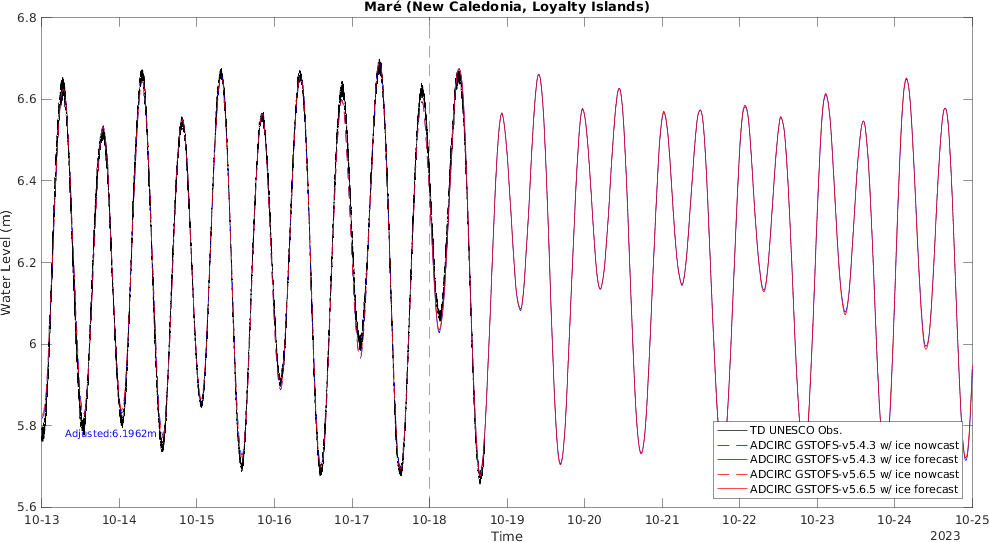 Maré (New Caledonia, Loyalty Islands)
6.8
6.6
6.4
6.2
6
5.8
5.6
Water Level (m)
Adjusted:6.1962m
TD UNESCO Obs.
ADCIRC GSTOFS-v5.4.3 w/ ice nowcast
ADCIRC GSTOFS-v5.4.3 w/ ice forecast
ADCIRC GSTOFS-v5.6.5 w/ ice nowcast
ADCIRC GSTOFS-v5.6.5 w/ ice forecast
10-13 10-14 10-15 10-16 10-17 10-18 10-19 10-20 10-21 10-22 10-23 10-24 10-25
Time
2023